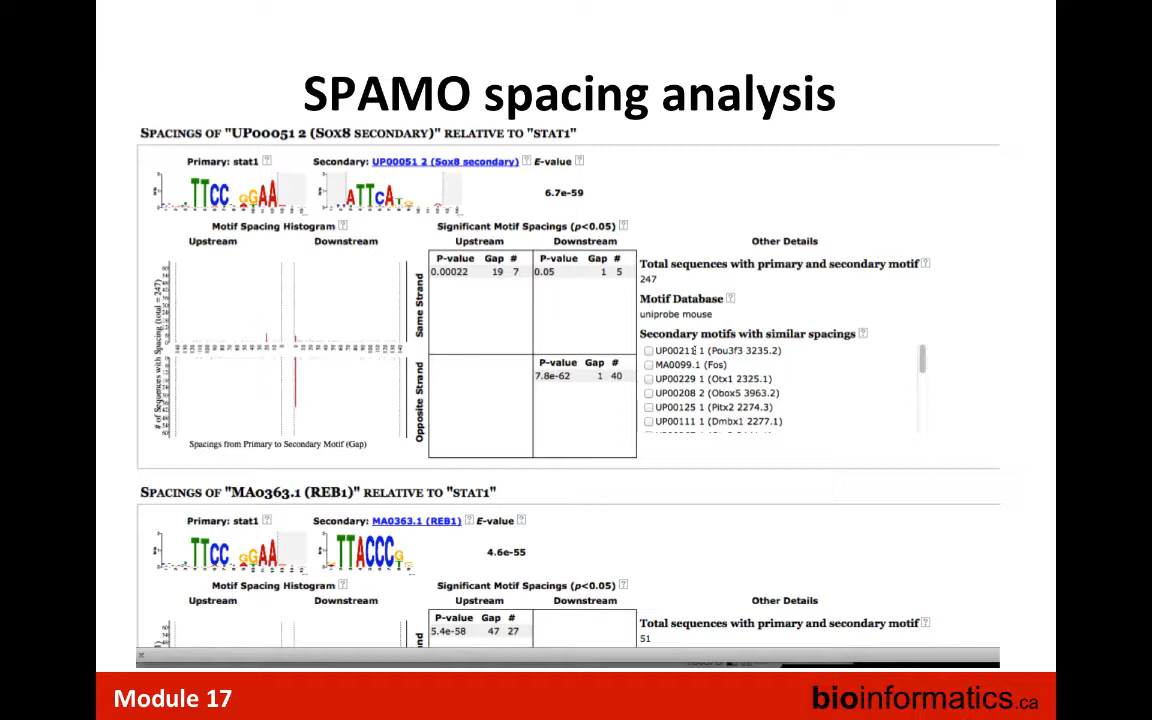 SPAMO spacing analysis
SPACINGS OF "UP00051 2 (SOX8 SECONDARY)" RELATIVE TO "STAT1"
Primary: stat1 ? Secondary: UP00051 2 (Sox8 secondary) ? E-value ?
6.7e-59
Motif Spacing Histogram ? Significant Motif Spacings (p<0.05) ?
Upstream Downstream Upstream Downstream Other Details
P-value Gap # P-value Gap #
0.00022 19 7 0.05 1 5
Same Strand
P-value Gap #
7.8e-62 1 40
Opposite Strand
# of Sequences with Spacing (total = 247)
Spacings from Primary to Secondary Motif (Gap)
Total sequences with primary and secondary motif ?
247
Motif Database ?
uniprobe mouse
Secondary motifs with similar spacings ?
UP00211 1 (Pou3f3 3235.2)
MA0099.1 (Fos)
UP00229 1 (Otx1 2325.1)
UP00208 2 (Obox5 3963.2)
UP00125 1 (Pitx2 2274.3)
UP00111 1 (Dmbx1 2277.1)
SPACINGS OF "MA0363.1 (REB1)" RELATIVE TO "STAT1"
Primary: stat1 ? Secondary: MA0363.1 (REB1) ? E-value ?
4.6e-55
Motif Spacing Histogram ? Significant Motif Spacings (p<0.05) ?
Upstream Downstream Upstream Downstream Other Details
P-value Gap #
5.4e-58 47 27
Total sequences with primary and secondary motif ?
51
Module 17
bioinformatics.ca